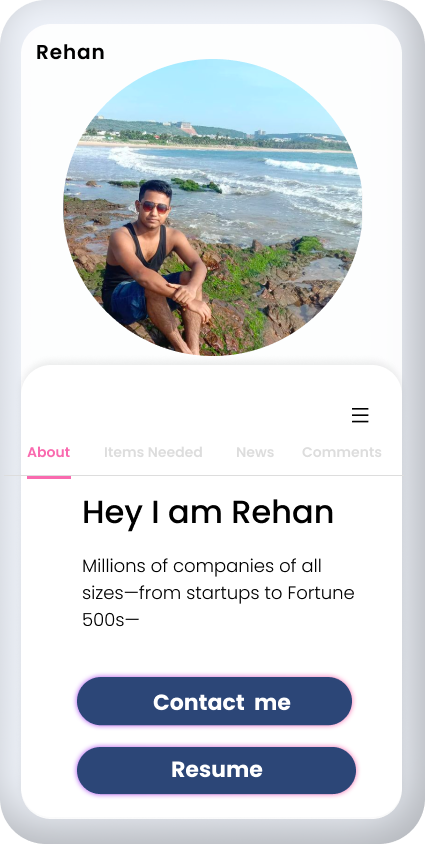 Rehan
About Items Needed News Comments
Hey I am Rehan
Millions of companies of all
sizes—from startups to Fortune
500s—
Contact me
Resume